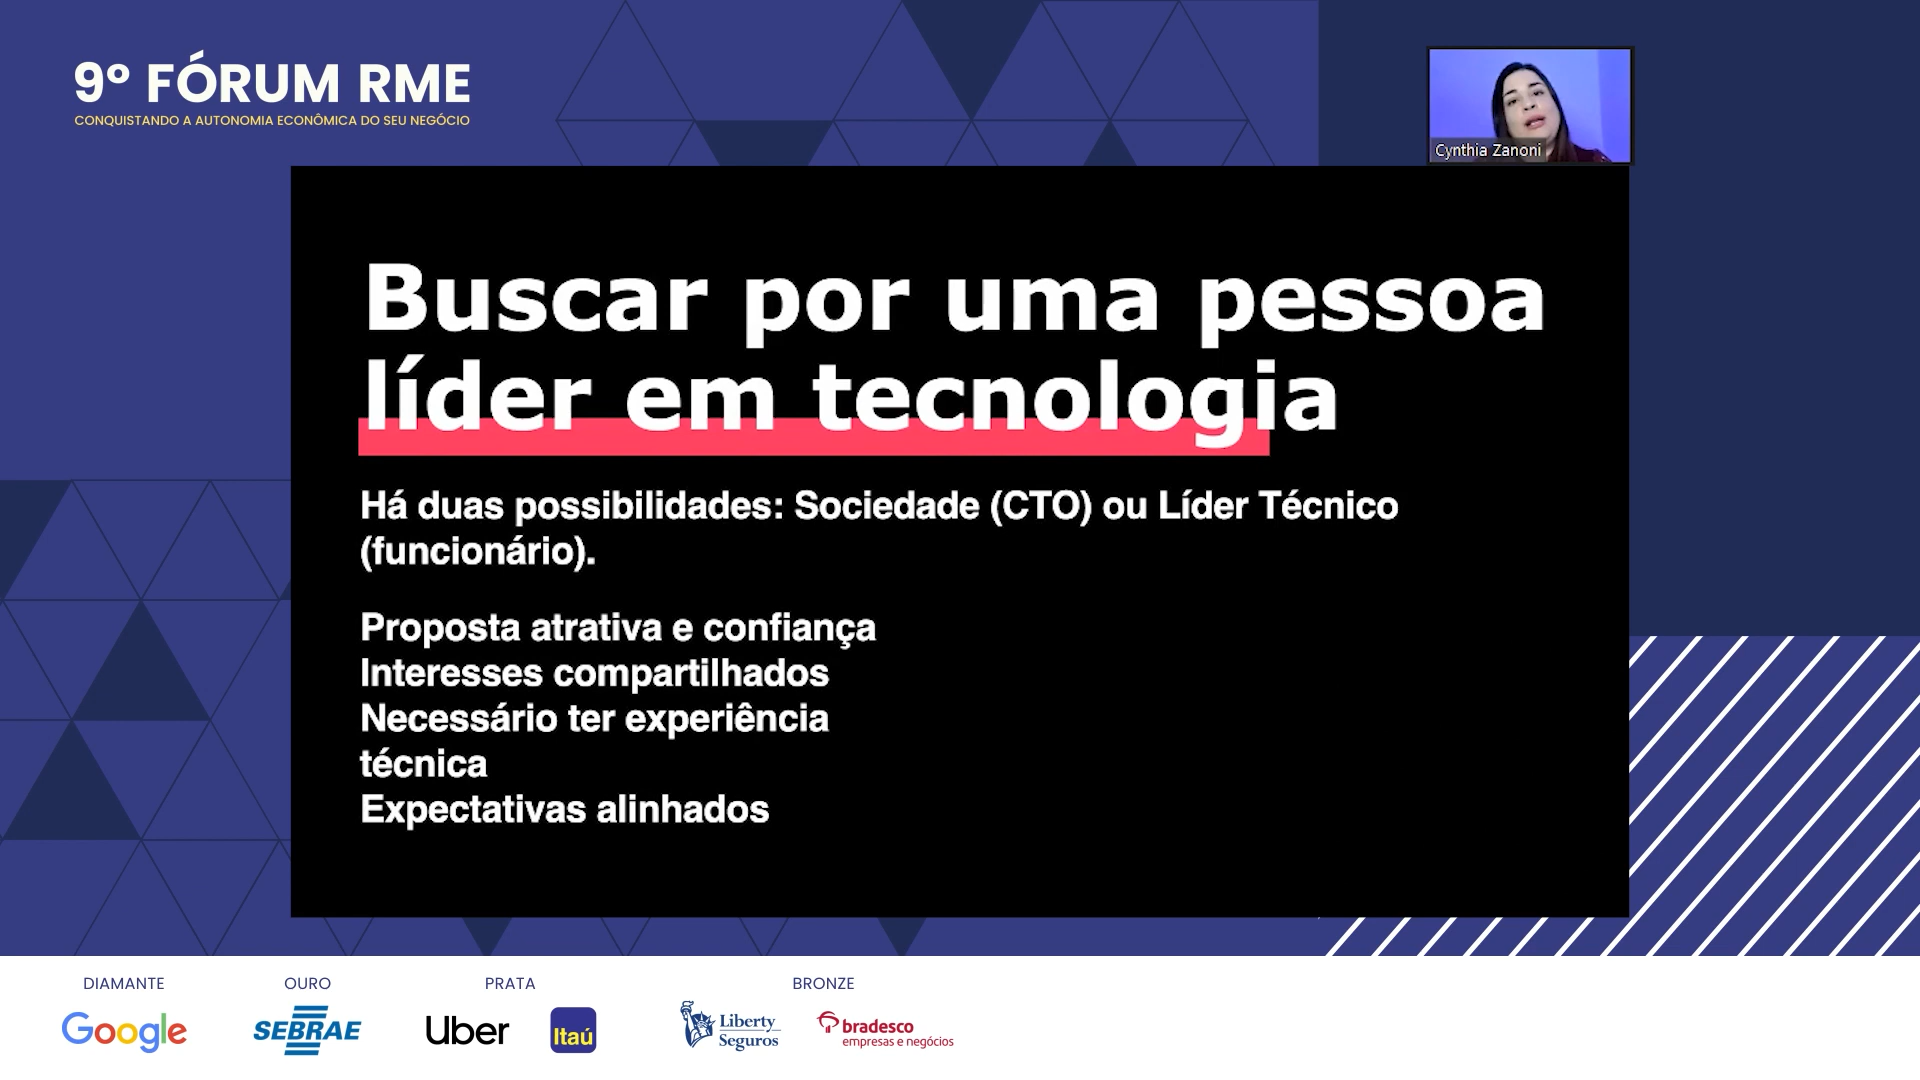 9º FÓRUM RME
CONQUISTANDO A AUTONOMIA ECONÔMICA DO SEU NEGÓCIO
Cynthia Zanoni
Buscar por uma pessoa
líder em tecnologia
Há duas possibilidades: Sociedade (CTO) ou Líder Técnico
(funcionário).
Proposta atrativa e confiança
Interesses compartilhados
Necessário ter experiência
técnica
Expectativas alinhados
DIAMANTE
OURO
PRATA
BRONZE
Google
SEBRAE
Uber
Itaú
Liberty
Seguros
bradesco
empresas e negócios